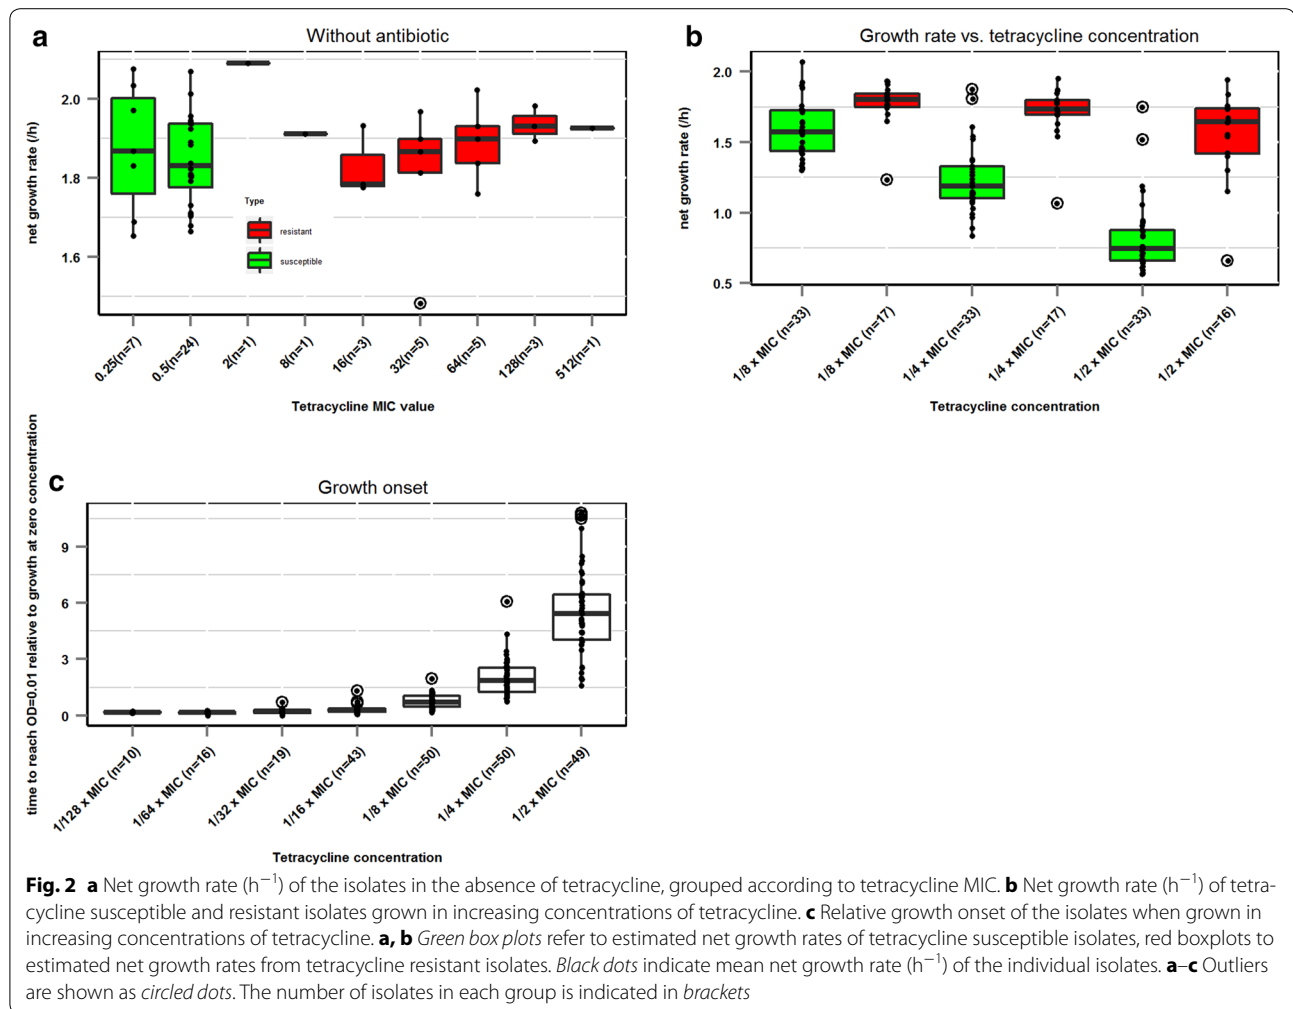 a
Without antibiotic
net growth rate (/h)
2.0
1.8
1.6
Type
resistant
susceptible
0.25(n=7)
0.5(n=24)
2(n=1)
8(n=1)
16(n=3)
32(n=5)
64(n=5)
128(n=3)
512(n=1)
Tetracycline MIC value
b
Growth rate vs. tetracycline concentration
net growth rate (/h)
2.0
1.5
1.0
0.5
1/8 x MIC (n=33)
1/8 x MIC (n=17)
1/4 x MIC (n=33)
1/4 x MIC (n=17)
1/2 x MIC (n=33)
1/2 x MIC (n=16)
Tetracycline concentration
c
Growth onset
time to reach OD=0.01 relative to growth at zero concentration
9
6
3
0
1/128 x MIC (n=10)
1/64 x MIC (n=16)
1/32 x MIC (n=19)
1/16 x MIC (n=43)
1/8 x MIC (n=50)
1/4 x MIC (n=50)
1/2 x MIC (n=49)
Tetracycline concentration
Fig. 2 a Net growth rate (h⁻¹) of the isolates in the absence of tetracycline, grouped according to tetracycline MIC. b Net growth rate (h⁻¹) of tetra-
cycline susceptible and resistant isolates grown in increasing concentrations of tetracycline. c Relative growth onset of the isolates when grown in
increasing concentrations of tetracycline. a, b Green box plots refer to estimated net growth rates of tetracycline susceptible isolates, red boxplots to
estimated net growth rates from tetracycline resistant isolates. Black dots indicate mean net growth rate (h⁻¹) of the individual isolates. a–c Outliers
are shown as circled dots. The number of isolates in each group is indicated in brackets